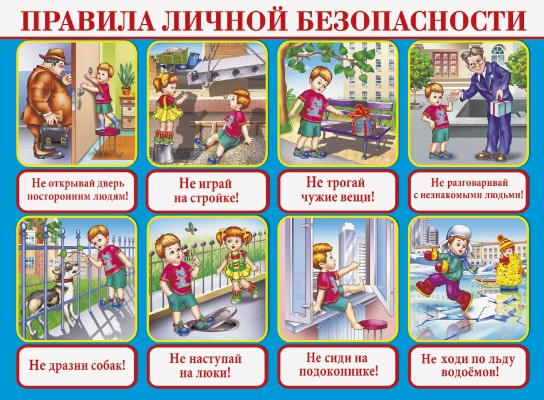 ПРАВИЛА ЛИЧНОЙ БЕЗОПАСНОСТИ
Не открывай дверь
посторонним людям!
Не играй
на стройке!
Не трогай
чужие вещи!
Не разговаривай
с незнакомыми людьми!
Не дразни собак!
Не наступай
на люки!
Не сиди на
подоконнике!
Не ходи по льду
водоёмов!